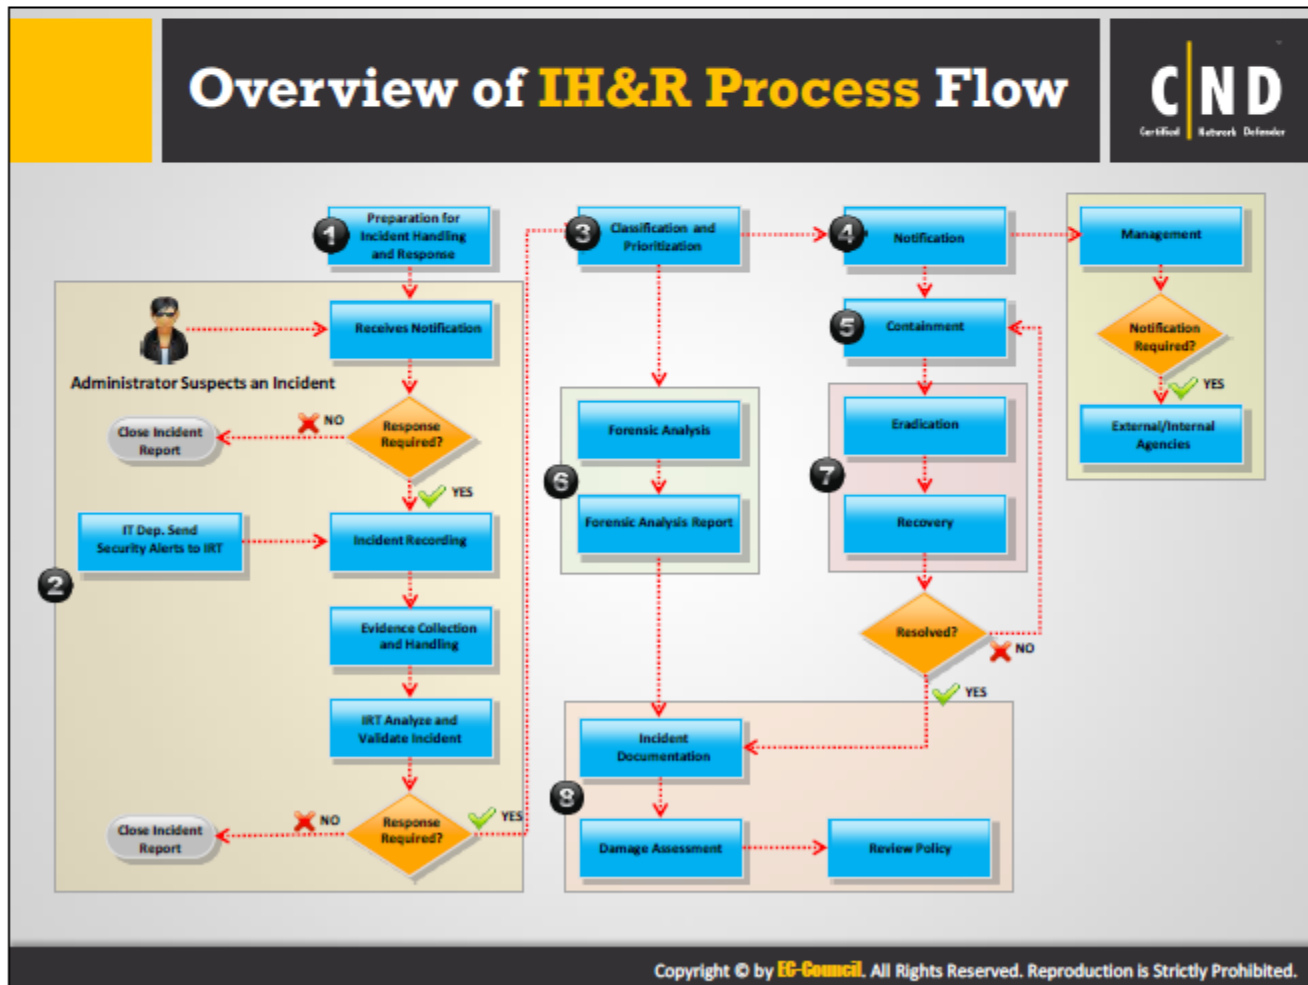 Overview of IH&R Process Flow
C|ND
Certified Network Defender
1
Preparation for
Incident Handling
and Response
3
Classification and
Prioritization
4
Notification
Management
Receives Notification
Administrator Suspects an Incident
5
Containment
Notification
Required?
YES
External/Internal
Agencies
NO
Close Incident
Report
Response
Required?
YES
Forensic Analysis
6
Forensic Analysis Report
Eradication
7
Recovery
IT Dep. Send
Security Alerts to IRT
Incident Recording
2
Evidence Collection
and Handling
Resolved?
NO
YES
IRT Analyze and
Validate Incident
Incident
Documentation
8
NO
Close Incident
Report
Response
Required?
YES
Damage Assessment
Review Policy
Copyright © by EC-Council. All Rights Reserved. Reproduction is Strictly Prohibited.